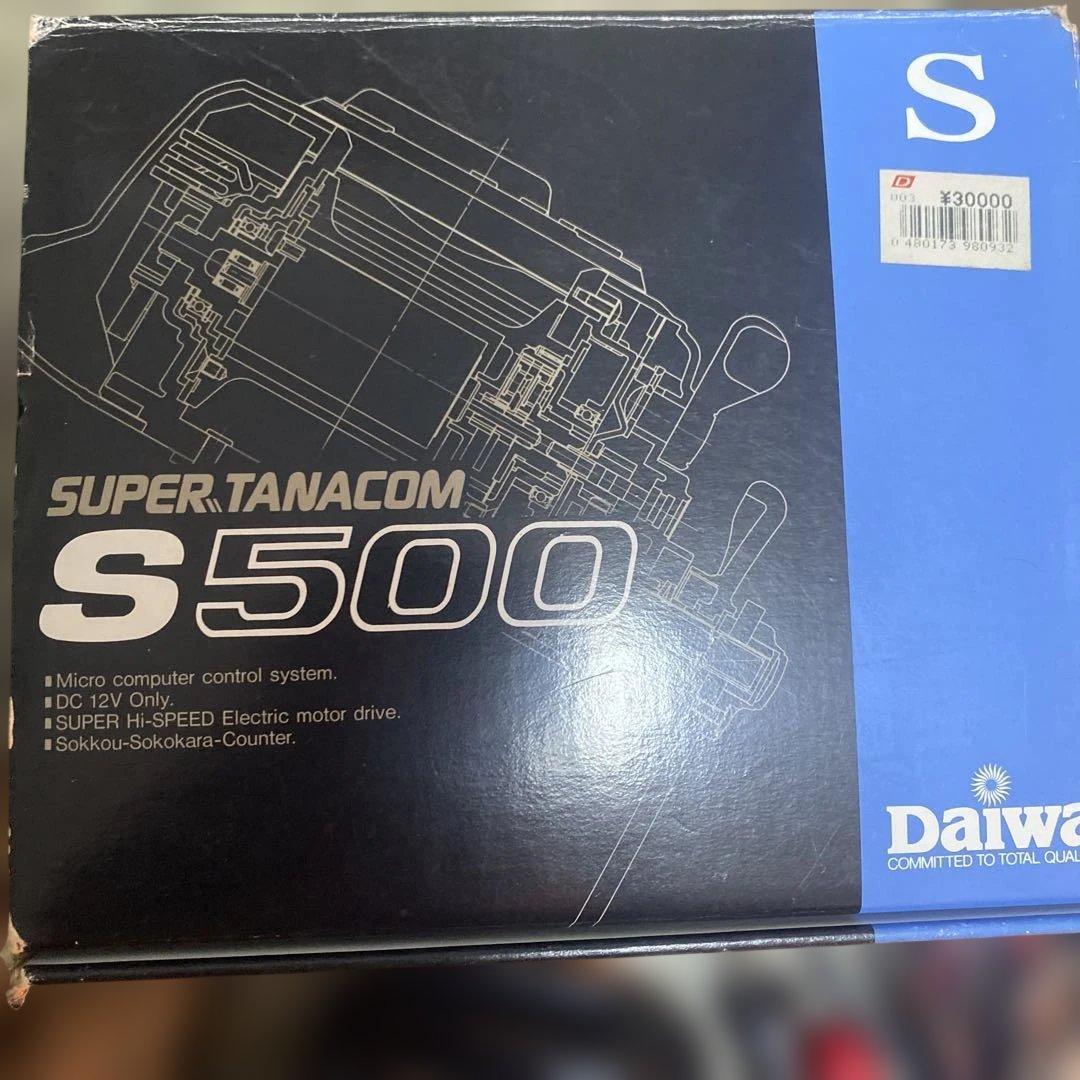 S
D
003 ¥30000
0 480173 980932
SUPER TANACOM
S500
Micro computer control system.
DC 12V Only.
SUPER Hi-SPEED Electric motor drive.
Sokkou-Sokokara-Counter.
Daiwa
COMMITTED TO TOTAL QUAL